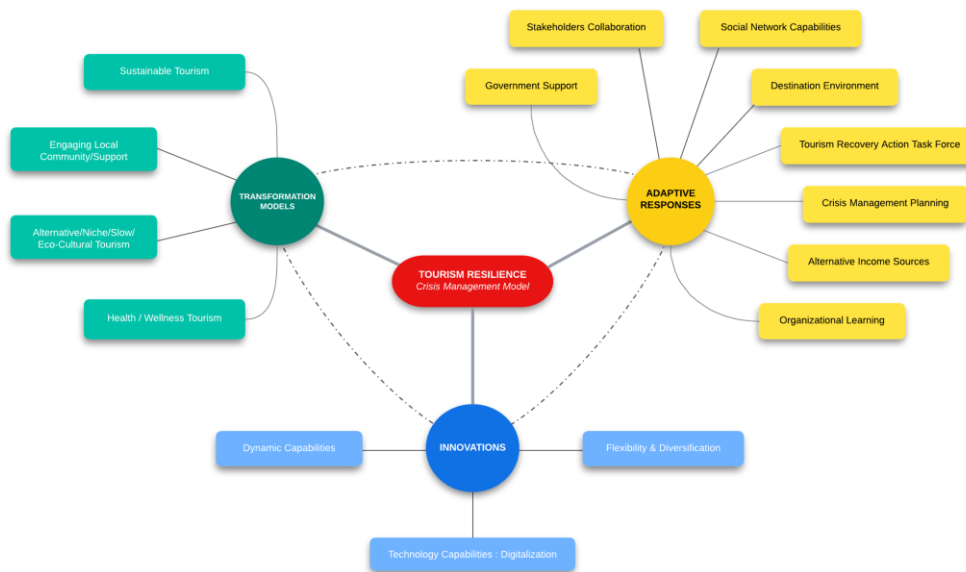 Stakeholders Collaboration
Social Network Capabilities
Sustainable Tourism
Government Support
Destination Environment
Engaging Local
Community/Support
Tourism Recovery Action Task Force
TRANSFORMATION
MODELS
ADAPTIVE
RESPONSES
Crisis Management Planning
Alternative/Niche/Slow/
Eco-Cultural Tourism
Alternative Income Sources
TOURISM RESILIENCE
Crisis Management Model
Health / Wellness Tourism
Organizational Learning
Dynamic Capabilities
INNOVATIONS
Flexibility & Diversification
Technology Capabilities : Digitalization